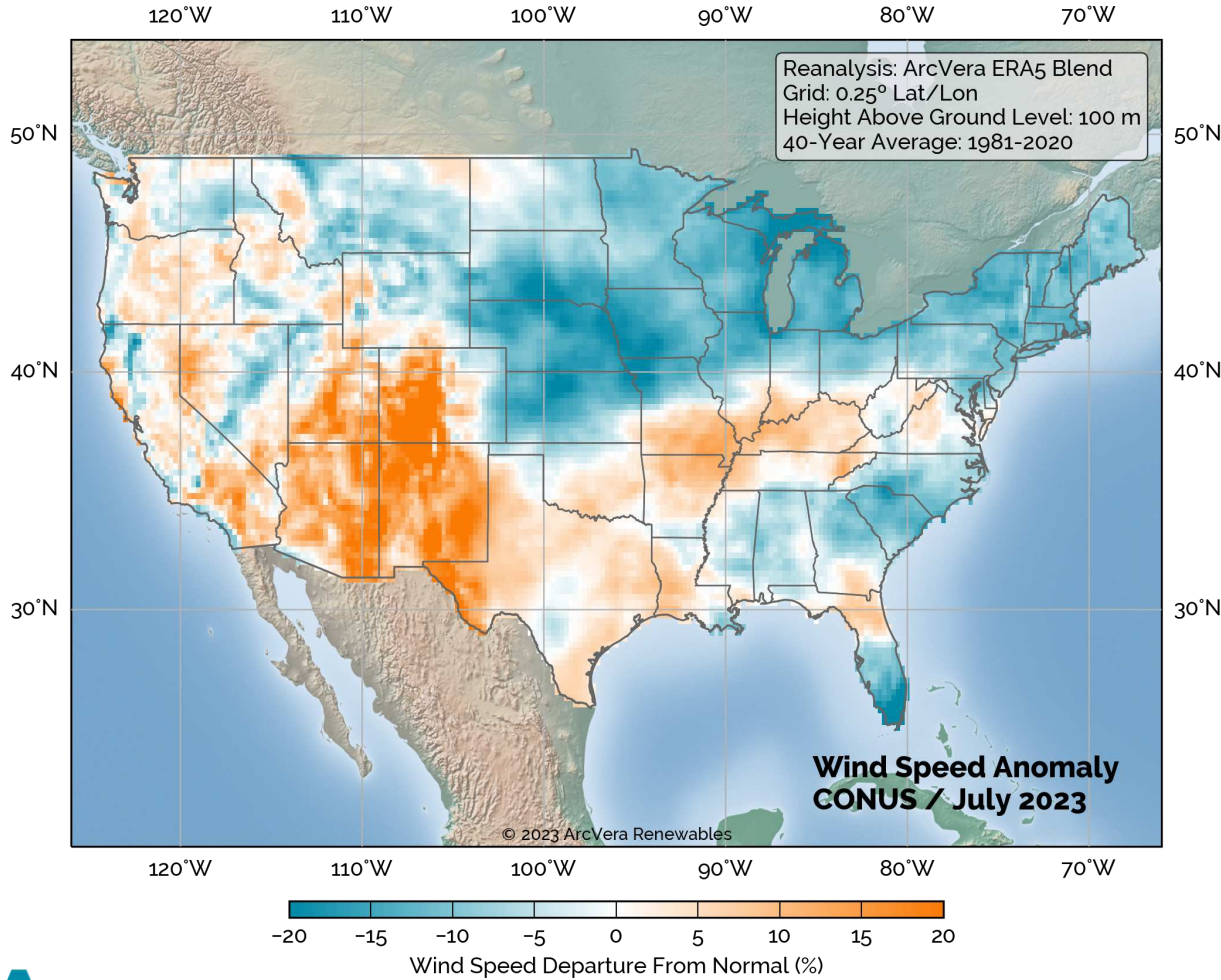 120°W 110°W 100°W 90°W 80°W 70°W
Reanalysis: ArcVera ERA5 Blend
Grid: 0.25º Lat/Lon
Height Above Ground Level: 100 m
40-Year Average: 1981-2020
50°N 50°N
40°N 40°N
30°N 30°N
Wind Speed Anomaly
CONUS / July 2023
© 2023 ArcVera Renewables
120°W 110°W 100°W 90°W 80°W 70°W
−20 −15 −10 −5 0 5 10 15 20
Wind Speed Departure From Normal (%)